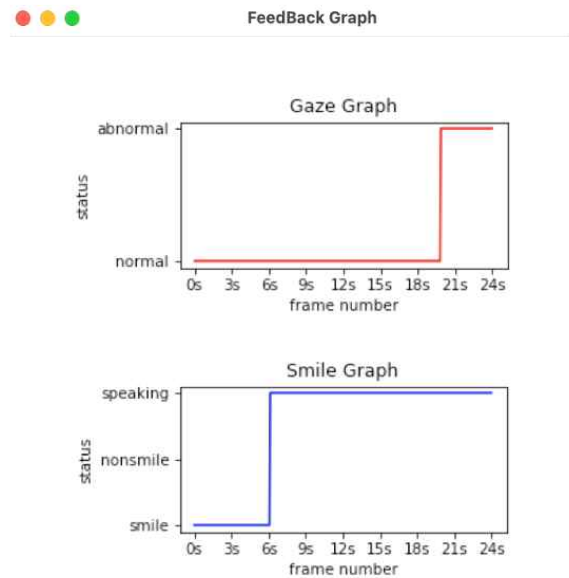 FeedBack Graph
Gaze Graph
abnormal
status
normal
0s 3s 6s 9s 12s 15s 18s 21s 24s
frame number
Smile Graph
speaking
status
nonsmile
smile
0s 3s 6s 9s 12s 15s 18s 21s 24s
frame number